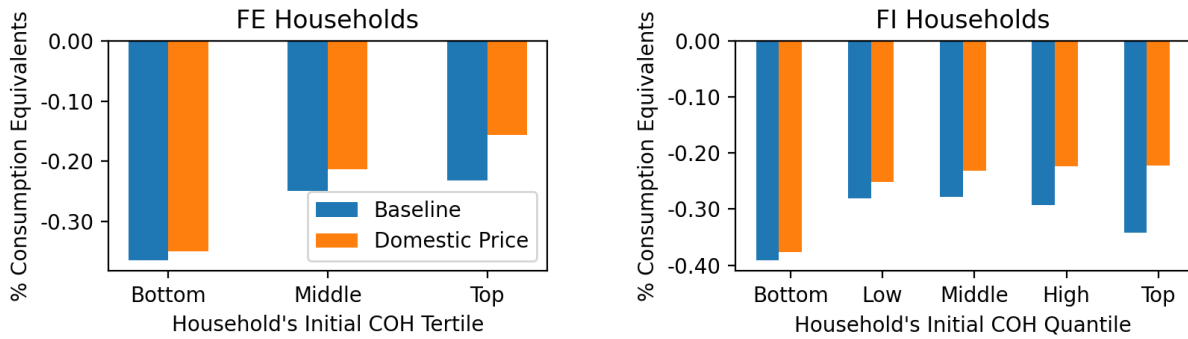 FE Households
% Consumption Equivalents
0.00
-0.10
-0.20
-0.30
Baseline
Domestic Price
Bottom Middle Top
Household's Initial COH Tertile
FI Households
% Consumption Equivalents
0.00
-0.10
-0.20
-0.30
-0.40
Bottom Low Middle High Top
Household's Initial COH Quantile